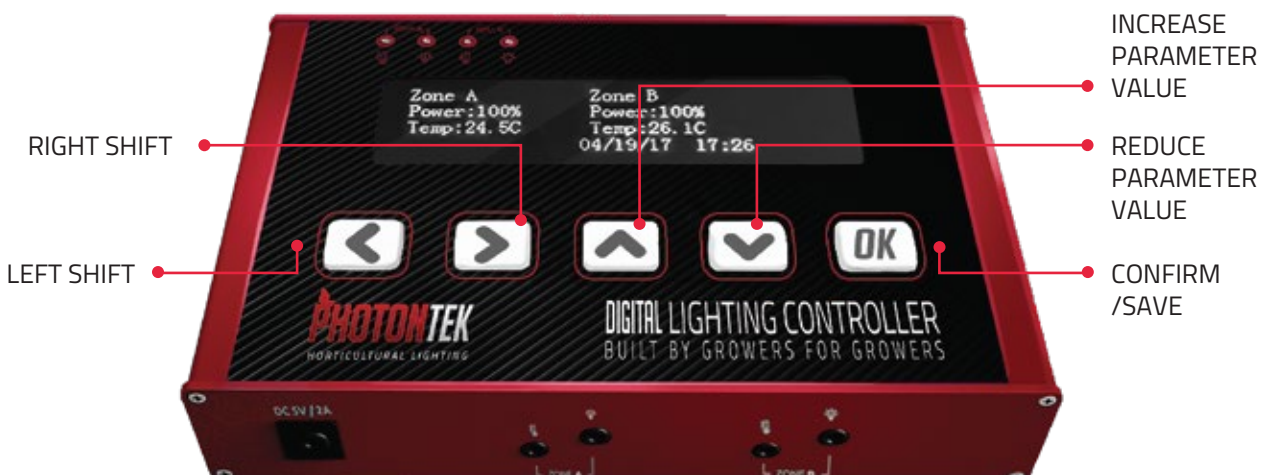 INCREASE
PARAMETER
VALUE
Zone A Zone B
Power:100% Power:100%
Temp:24.5C Temp:26.1C
04/19/17 17:26
RIGHT SHIFT
REDUCE
PARAMETER
VALUE
OK
LEFT SHIFT
CONFIRM
/SAVE
PHOTONTEK
HORTICULTURAL LIGHTING
DIGITAL LIGHTING CONTROLLER
BUILT BY GROWERS FOR GROWERS
DC5V|2A
ZONE A
ZONE B